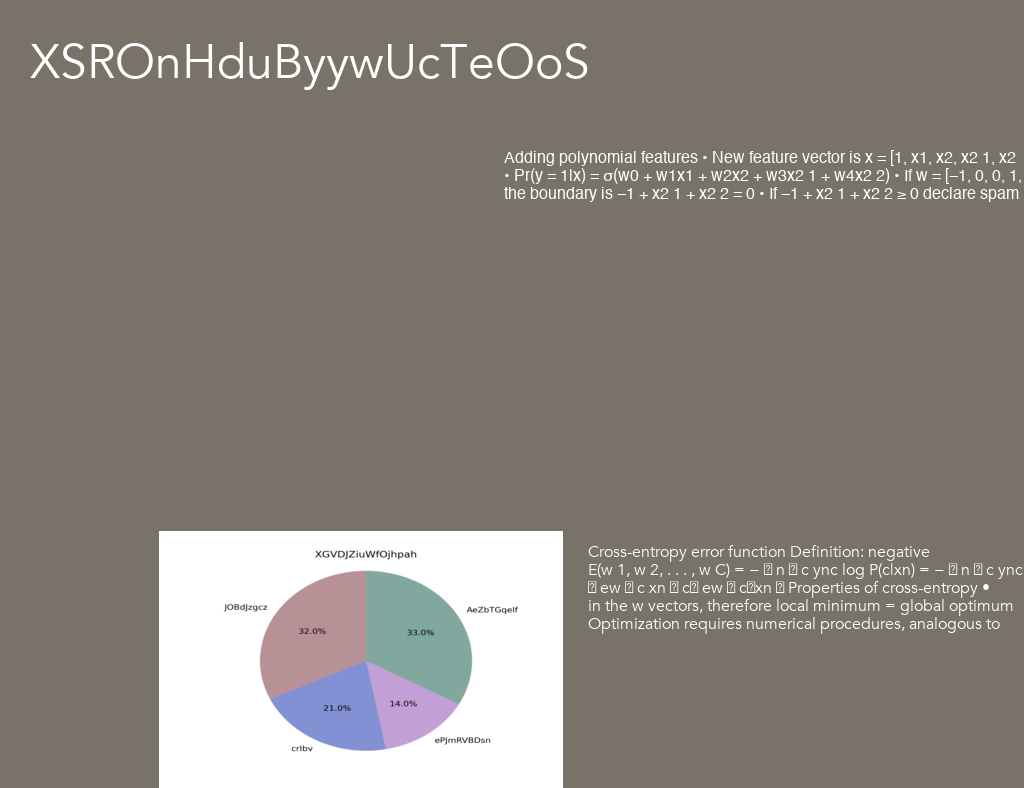 XSROnHduByywUcTeOoS
Adding polynomial features • New feature vector is x = [1, x1, x2, x2 1, x2
• Pr(y = 1|x) = σ(w0 + w1x1 + w2x2 + w3x2 1 + w4x2 2) • If w = [−1, 0, 0, 1,
the boundary is −1 + x2 1 + x2 2 = 0 • If −1 + x2 1 + x2 2 ≥ 0 declare spam
XGVDJZiuWfOjhpah
JOBdJzgcz
AeZbTGqeIf
32.0%
33.0%
21.0%
14.0%
ePJmRVBDsn
Cross-entropy error function Definition: negative
E(w 1, w 2, . . . , w C) = − � n � c ync log P(c|xn) = − � n � c ync
� ew � c xn � c� ew � c�xn � Properties of cross-entropy •
in the w vectors, therefore local minimum = global optimum
Optimization requires numerical procedures, analogous to